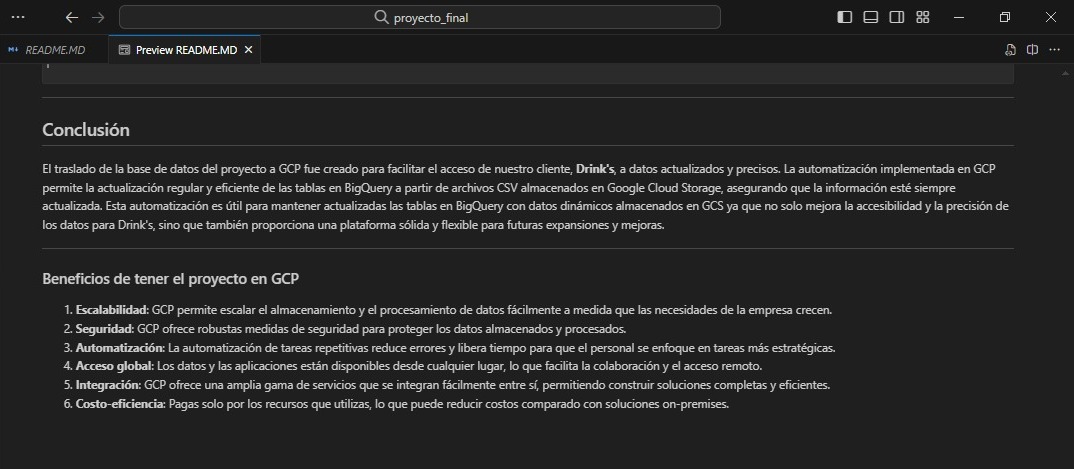 proyecto_final
README.MD
Preview README.MD
Conclusión
El traslado de la base de datos del proyecto a GCP fue creado para facilitar el acceso de nuestro cliente, Drink's, a datos actualizados y precisos. La automatización implementada en GCP
permite la actualización regular y eficiente de las tablas en BigQuery a partir de archivos CSV almacenados en Google Cloud Storage, asegurando que la información esté siempre
actualizada. Esta automatización es útil para mantener actualizadas las tablas en BigQuery con datos dinámicos almacenados en GCS ya que no solo mejora la accesibilidad y la precisión de
los datos para Drink's, sino que también proporciona una plataforma sólida y flexible para futuras expansiones y mejoras.
Beneficios de tener el proyecto en GCP
1. Escalabilidad: GCP permite escalar el almacenamiento y el procesamiento de datos fácilmente a medida que las necesidades de la empresa crecen.
2. Seguridad: GCP ofrece robustas medidas de seguridad para proteger los datos almacenados y procesados.
3. Automatización: La automatización de tareas repetitivas reduce errores y libera tiempo para que el personal se enfoque en tareas más estratégicas.
4. Acceso global: Los datos y las aplicaciones están disponibles desde cualquier lugar, lo que facilita la colaboración y el acceso remoto.
5. Integración: GCP ofrece una amplia gama de servicios que se integran fácilmente entre sí, permitiendo construir soluciones completas y eficientes.
6. Costo-eficiencia: Pagas solo por los recursos que utilizas, lo que puede reducir costos comparado con soluciones on-premises.